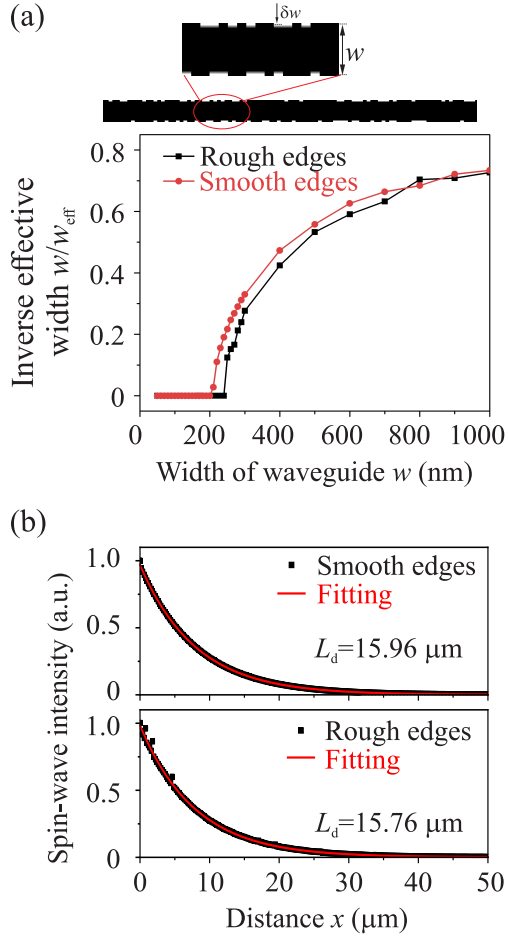 (a)
δw
w
0.8
0.6
0.4
0.2
0
Inverse effective
width w/w_eff
Rough edges
Smooth edges
0 200 400 600 800 1000
Width of waveguide w (nm)
(b)
Spin-wave intensity (a.u.)
1.0
0.5
0
Smooth edges
Fitting
L_d=15.96 μm
1.0
0.5
0
Rough edges
Fitting
L_d=15.76 μm
0 10 20 30 40 50
Distance x (μm)